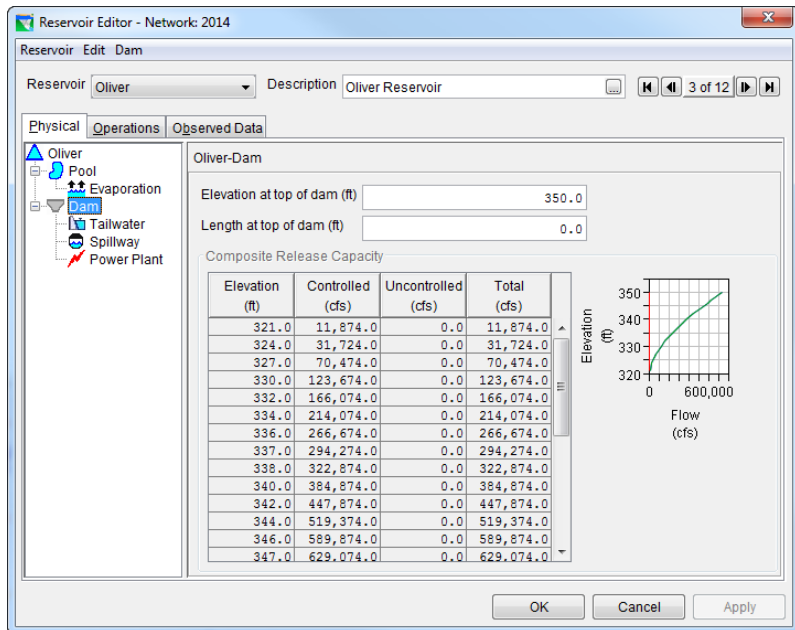 Reservoir Editor - Network: 2014
Reservoir Edit Dam
Reservoir Oliver Description Oliver Reservoir ... 3 of 12
Physical Operations Observed Data
Oliver
Pool
Evaporation
Dam
Tailwater
Spillway
Power Plant
Oliver-Dam
Elevation at top of dam (ft) 350.0
Length at top of dam (ft) 0.0
Composite Release Capacity
Elevation Controlled Uncontrolled Total
(ft) (cfs) (cfs) (cfs)
321.0 11,874.0 0.0 11,874.0
324.0 31,724.0 0.0 31,724.0
327.0 70,474.0 0.0 70,474.0
330.0 123,674.0 0.0 123,674.0
332.0 166,074.0 0.0 166,074.0
334.0 214,074.0 0.0 214,074.0
336.0 266,674.0 0.0 266,674.0
337.0 294,274.0 0.0 294,274.0
338.0 322,874.0 0.0 322,874.0
340.0 384,874.0 0.0 384,874.0
342.0 447,874.0 0.0 447,874.0
344.0 519,374.0 0.0 519,374.0
346.0 589,874.0 0.0 589,874.0
347.0 629,074.0 0.0 629,074.0
Elevation
(ft)
350
340
330
320
0 600,000
Flow
(cfs)
OK Cancel Apply